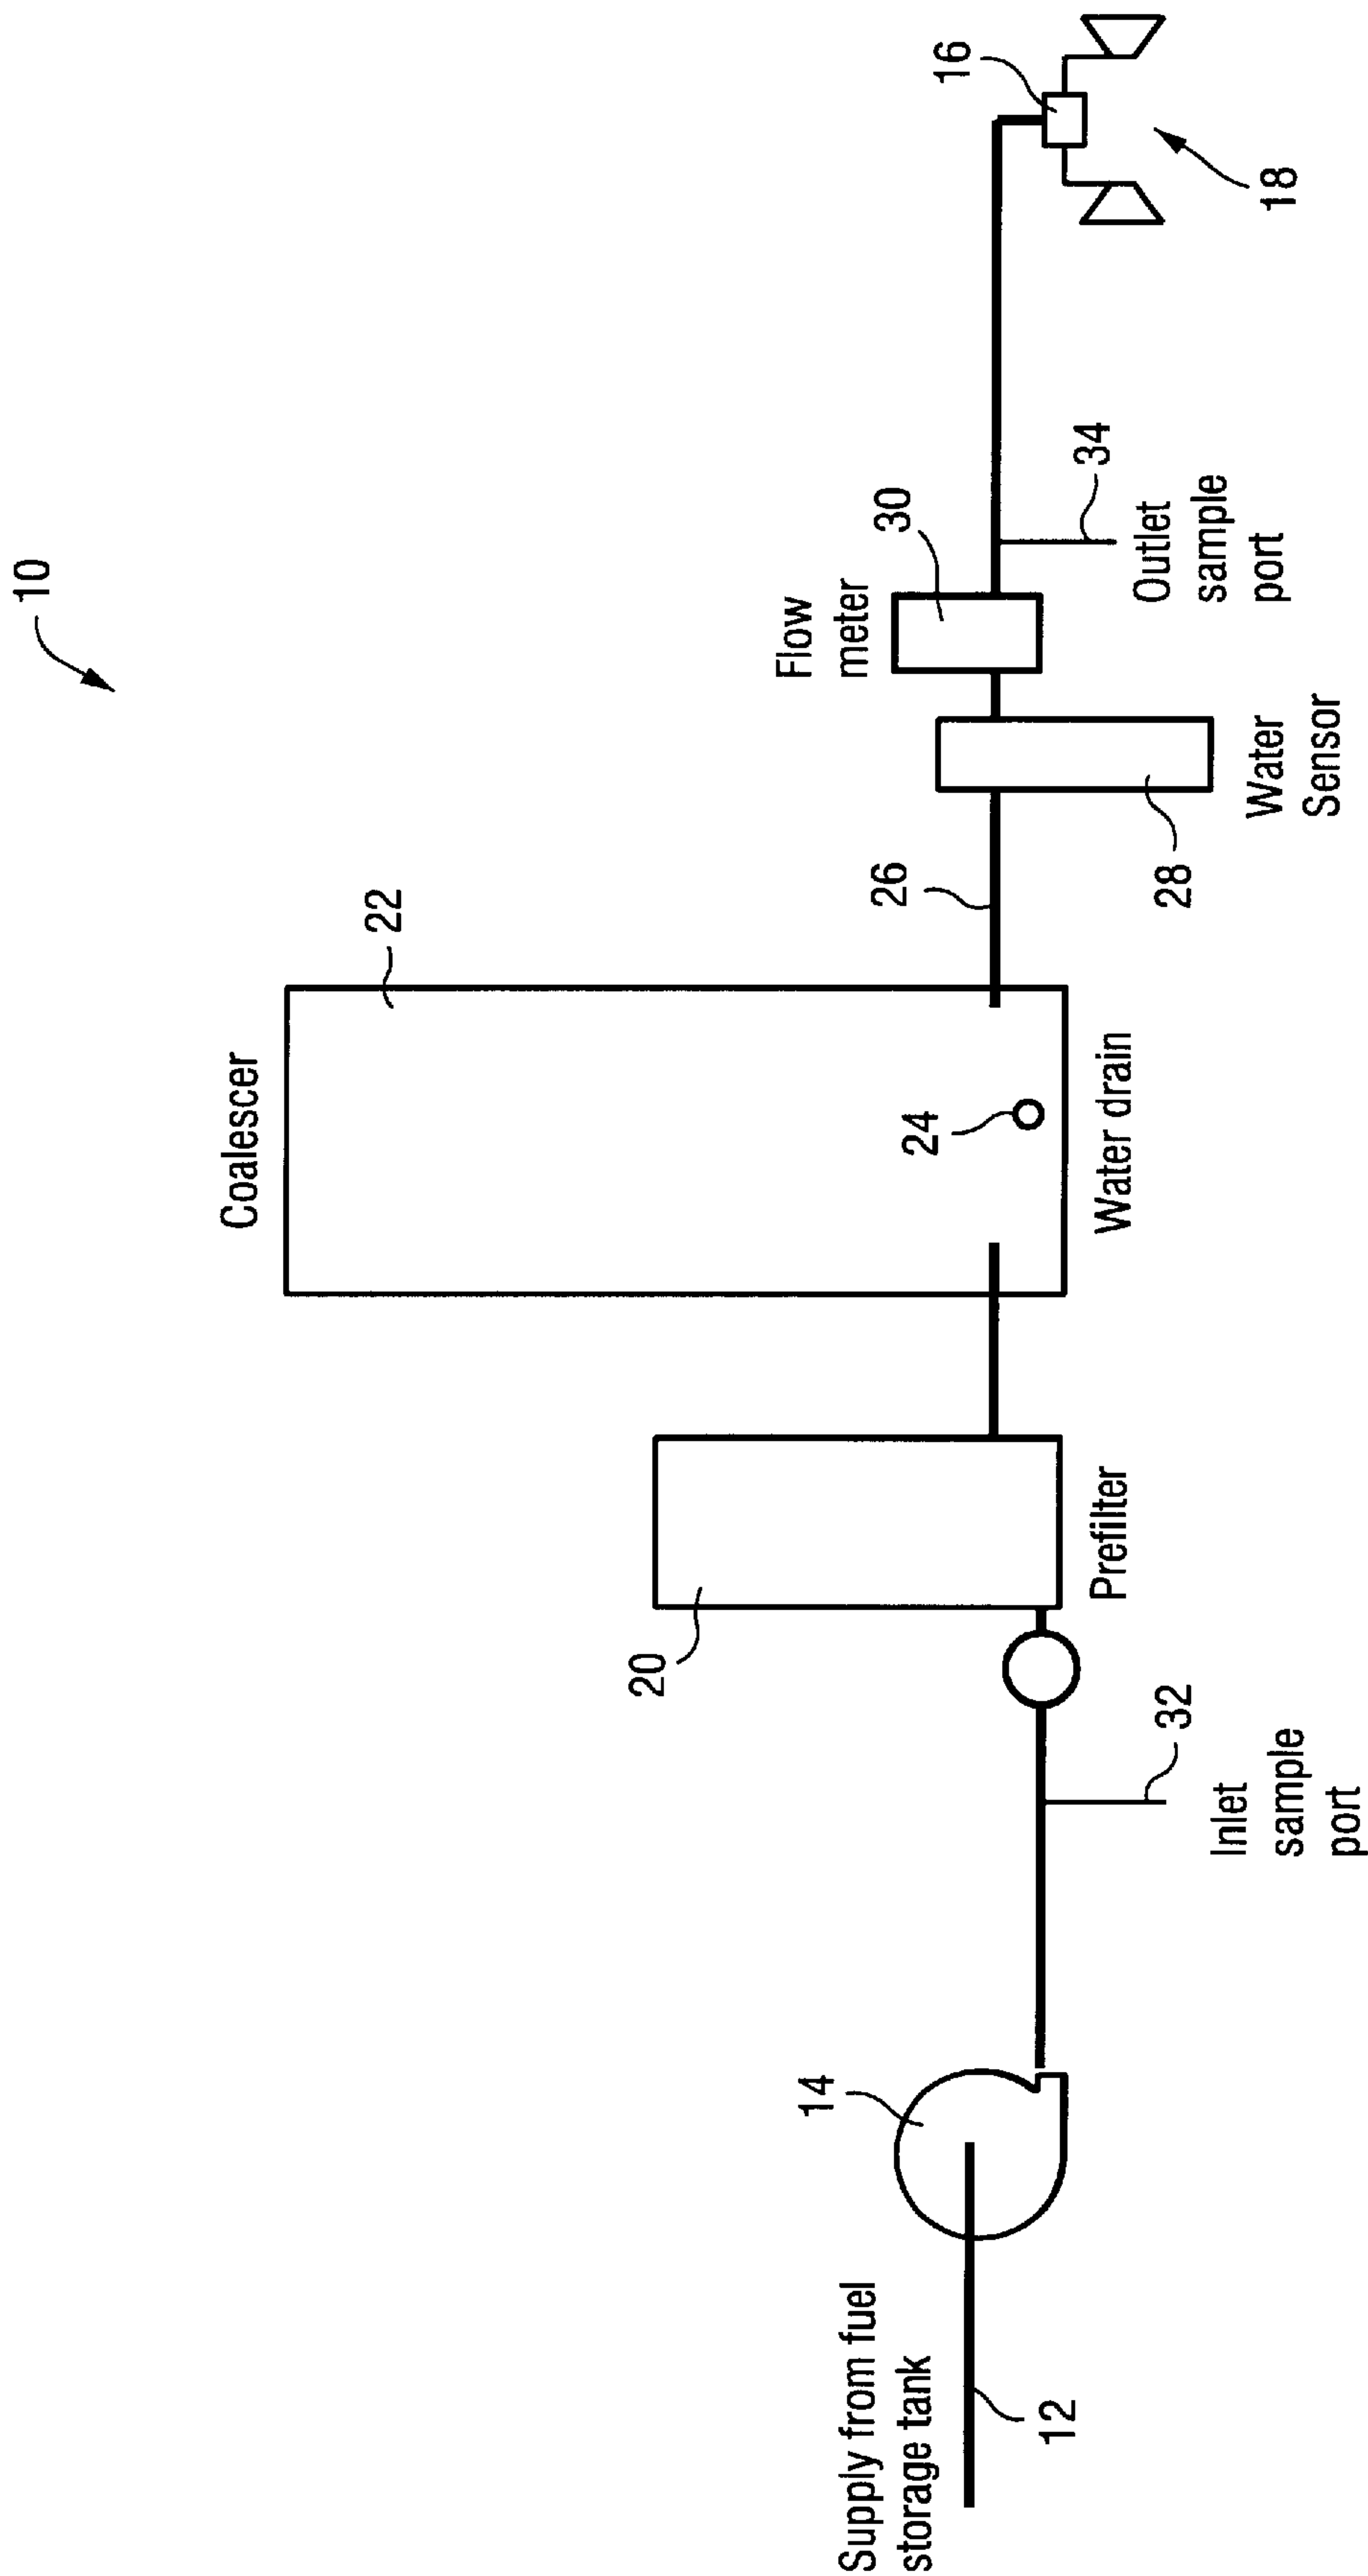 10
Coalescer
22
20
Prefilter
Water drain
24
26
Flow
meter
30
Water
Sensor
28
Outlet
sample
port
34
16
18
14
Supply from fuel
storage tank
12
Inlet
sample
port
32